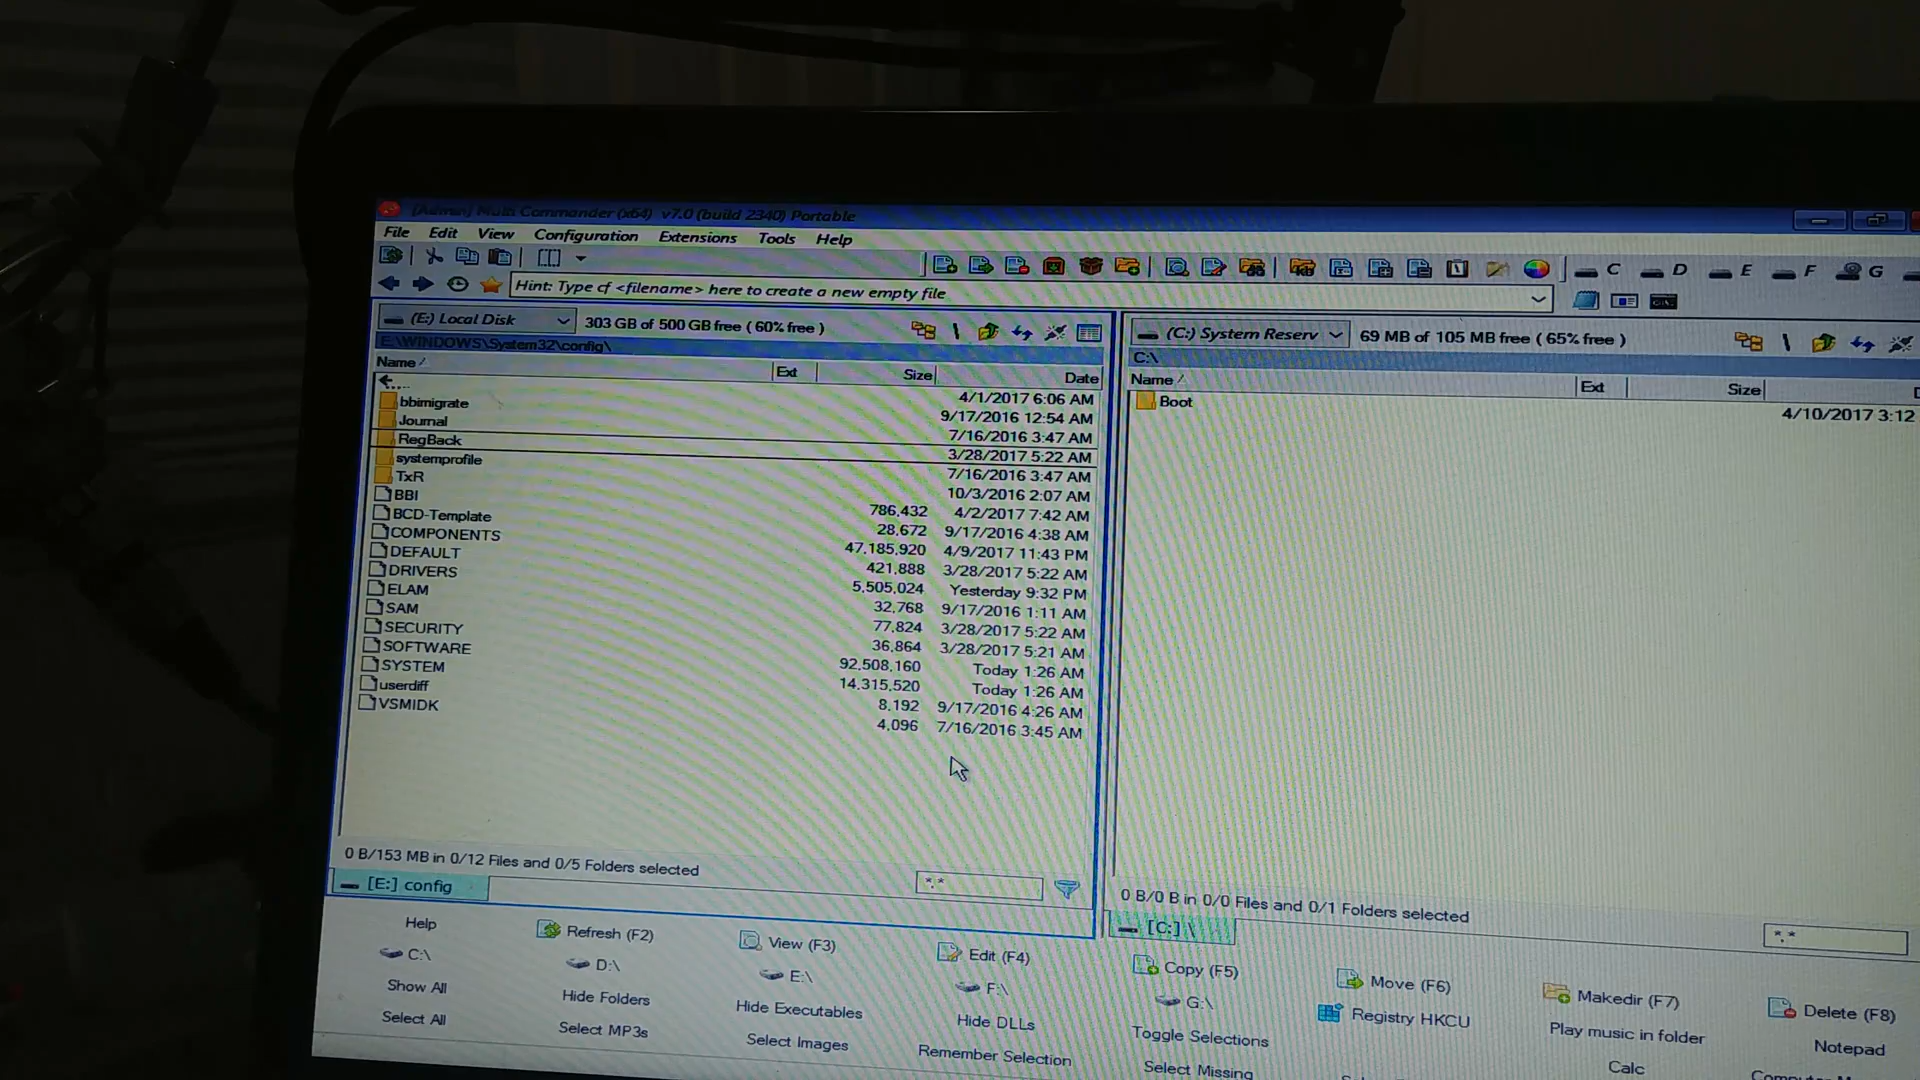 [Admin] Multi Commander (x64) v7.0 (build 2340) Portable
File Edit View Configuration Extensions Tools Help
C D E F G
Hint: Type cf <filename> here to create a new empty file
(E:) Local Disk 303 GB of 500 GB free ( 60% free )
E:\WINDOWS\System32\config\
Name Ext Size Date
..
bbimigrate 4/1/2017 6:06 AM
Journal 9/17/2016 12:54 AM
RegBack 7/16/2016 3:47 AM
systemprofile 3/28/2017 5:22 AM
TxR 7/16/2016 3:47 AM
BBI 10/3/2016 2:07 AM
BCD-Template 786,432 4/2/2017 7:42 AM
COMPONENTS 28,672 9/17/2016 4:38 AM
DEFAULT 47,185,920 4/9/2017 11:43 PM
DRIVERS 421,888 3/28/2017 5:22 AM
ELAM 5,505,024 Yesterday 9:32 PM
SAM 32,768 9/17/2016 1:11 AM
SECURITY 77,824 3/28/2017 5:22 AM
SOFTWARE 36,864 3/28/2017 5:21 AM
SYSTEM 92,508,160 Today 1:26 AM
userdiff 14,315,520 Today 1:26 AM
VSMIDK 8,192 9/17/2016 4:26 AM
4,096 7/16/2016 3:45 AM
0 B/153 MB in 0/12 Files and 0/5 Folders selected
*.*
[E:] config
(C:) System Reserv 69 MB of 105 MB free ( 65% free )
C:\
Name Ext Size
Boot 4/10/2017 3:12
0 B/0 B in 0/0 Files and 0/1 Folders selected
[C:] \
*.*
Help Refresh (F2) View (F3) Edit (F4) Copy (F5) Move (F6) Makedir (F7) Delete (F8)
C:\ D:\ E:\ F:\ G:\ Registry HKCU Play music in folder Notepad
Show All Hide Folders Hide Executables Hide DLLs Toggle Selections Calc
Select All Select MP3s Select Images Remember Selection Select Missing